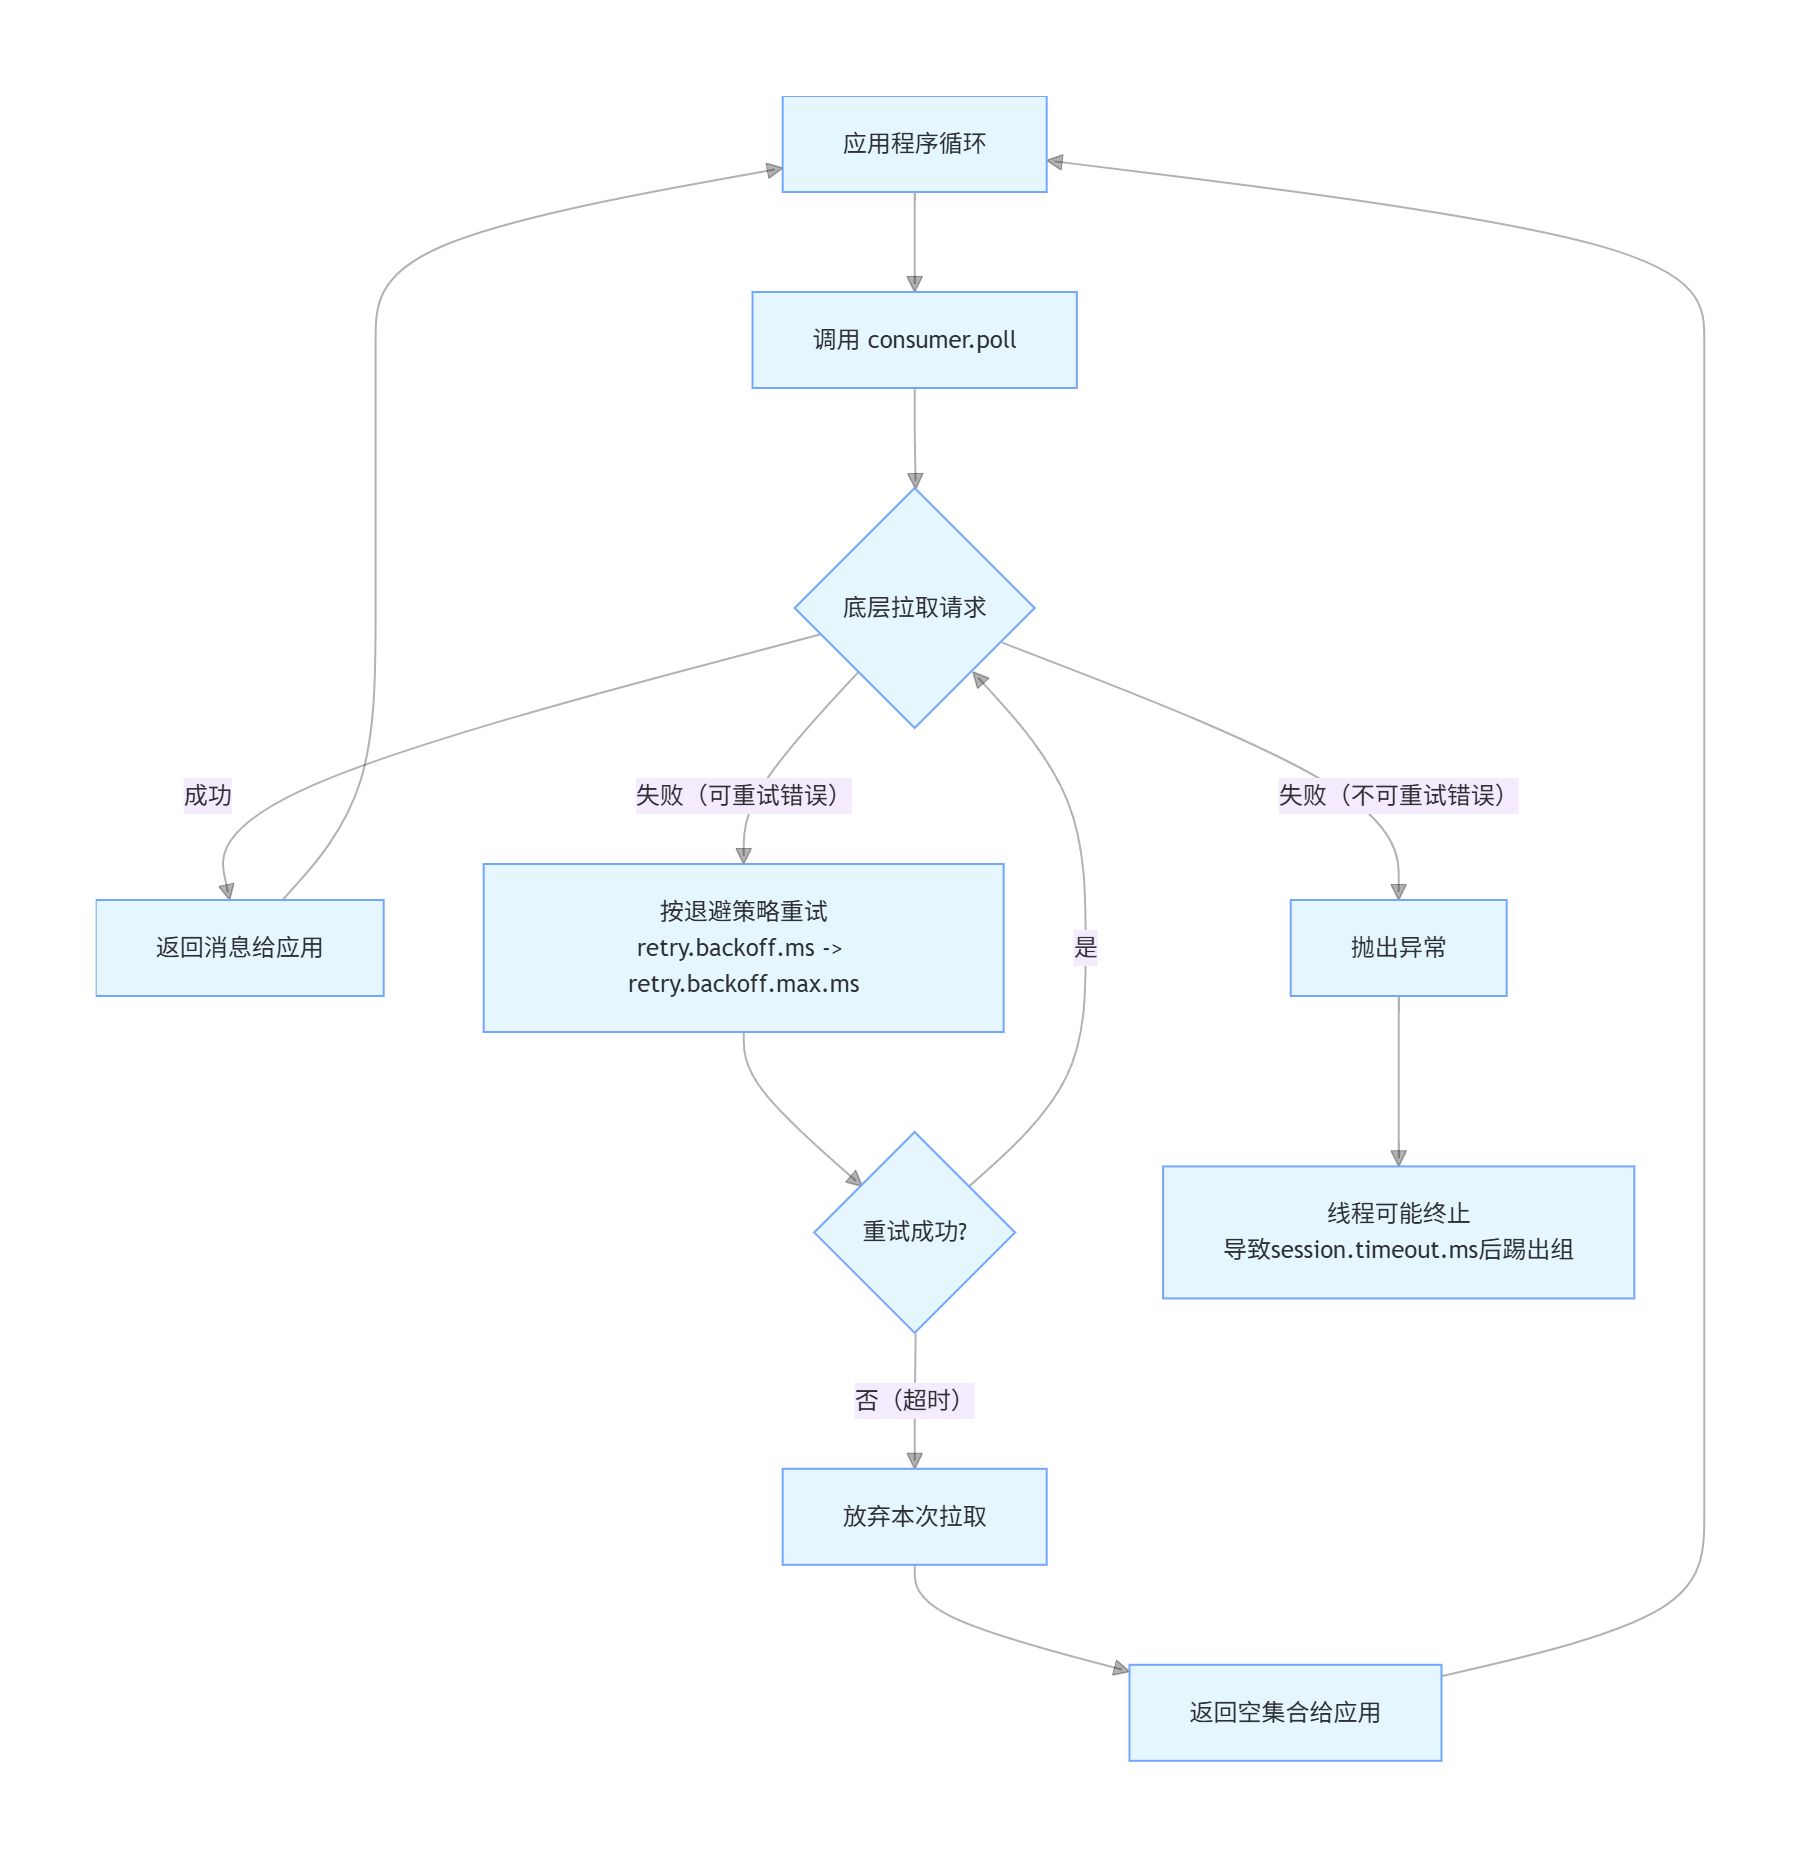 应用程序循环
调用 consumer.poll
底层拉取请求
成功
失败（可重试错误）
失败（不可重试错误）
返回消息给应用
按退避策略重试
retry.backoff.ms ->
retry.backoff.max.ms
是
抛出异常
重试成功?
线程可能终止
导致session.timeout.ms后踢出组
否（超时）
放弃本次拉取
返回空集合给应用